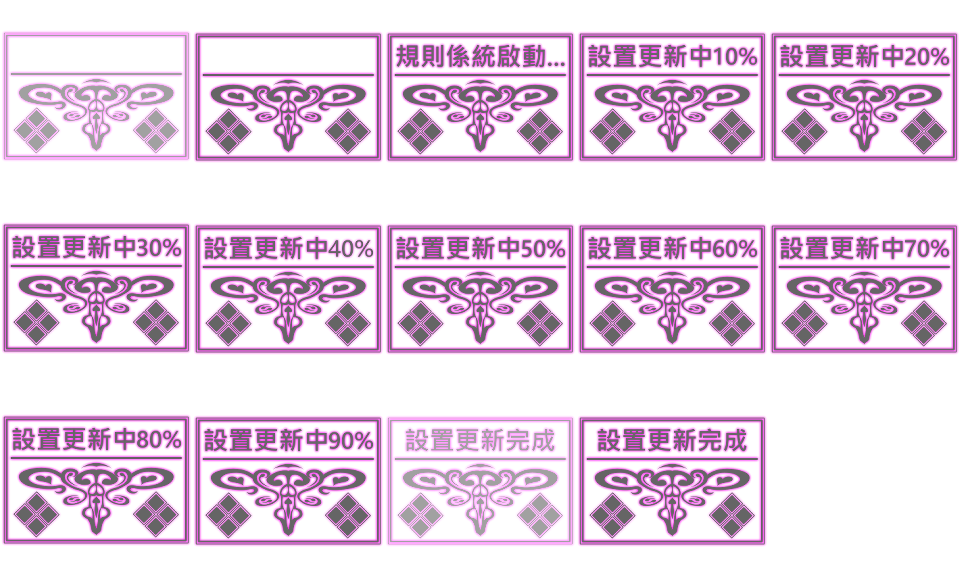 規則係統啟動...
設置更新中10%
設置更新中20%
設置更新中30%
設置更新中40%
設置更新中50%
設置更新中60%
設置更新中70%
設置更新中80%
設置更新中90%
設置更新完成
設置更新完成